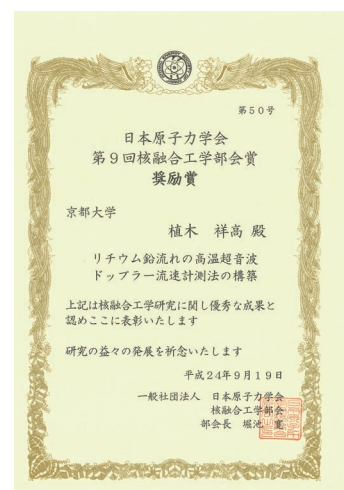 第50号
日本原子力学会
第9回核融合工学部会賞
奨励賞
京都大学
植木 祥高 殿
リチウム鉛流れの高温超音波
ドップラー流速計測法の構築
上記は核融合工学研究に関し優秀な成果と
認めここに表彰いたします
研究の益々の発展を祈念いたします
平成24年9月19日
一般社団法人 日本原子力学会
核融合工学部会
部会長 堀池 寛